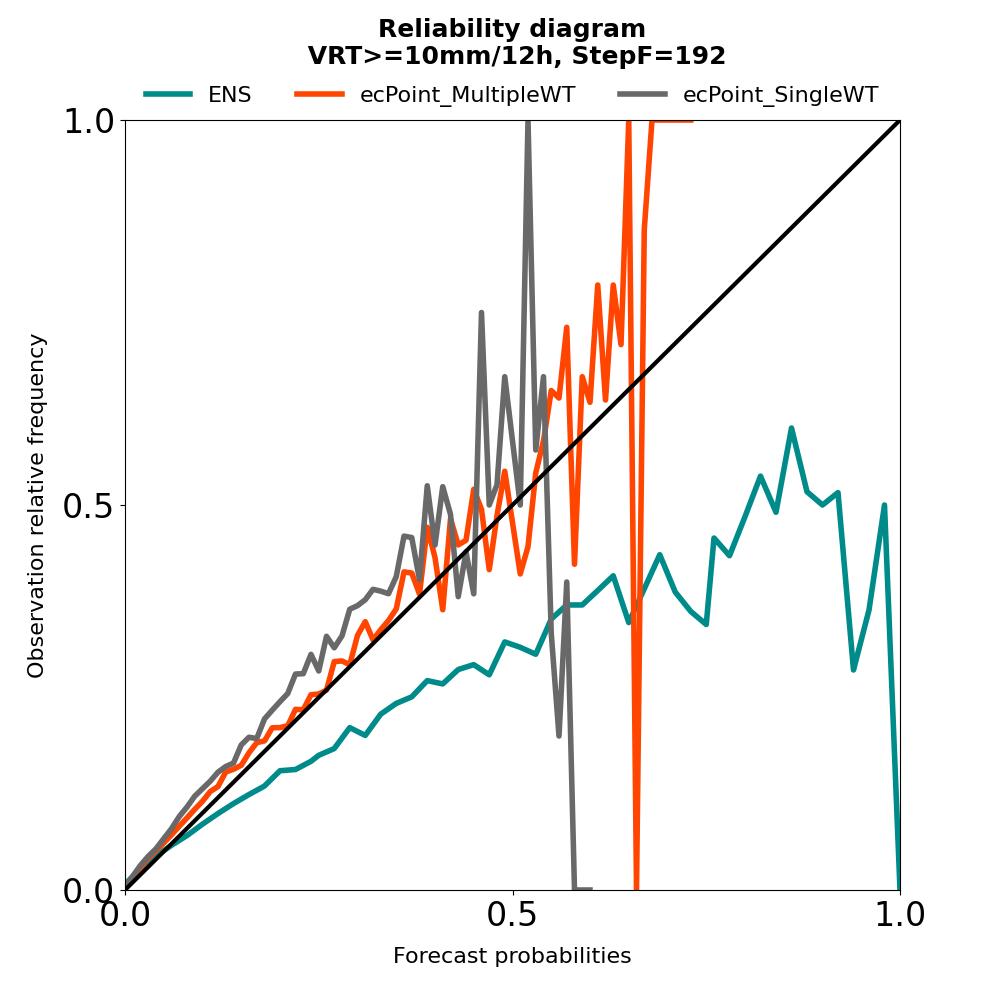 Reliability diagram
VRT>=10mm/12h, StepF=192
ENS ecPoint_MultipleWT ecPoint_SingleWT
1.0
0.5
0.0
0.0 0.5 1.0
Observation relative frequency
Forecast probabilities